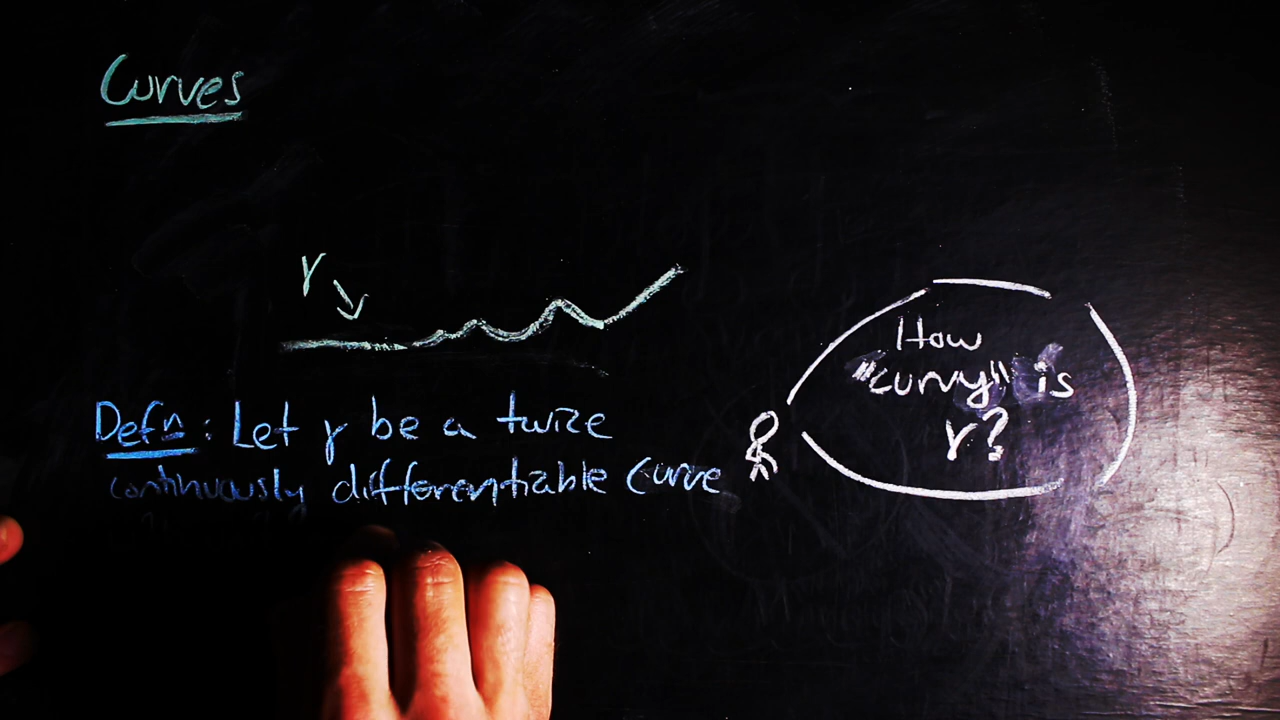 Curves
γ
Defn: Let γ be a twice
continuously differentiable curve
How
"curvy" is
γ?